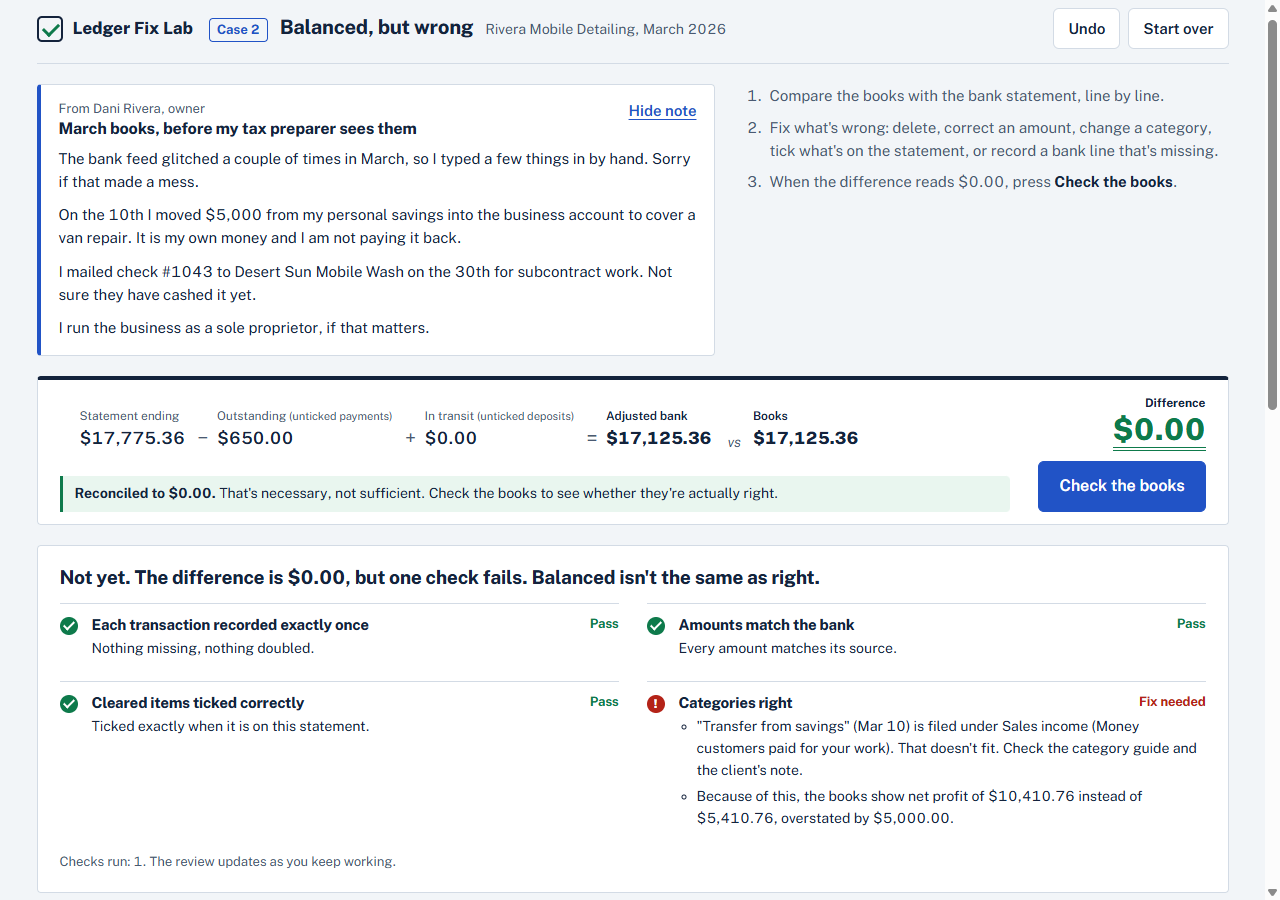 Ledger Fix Lab
Case 2
Balanced, but wrong
Rivera Mobile Detailing, March 2026
Undo
Start over
From Dani Rivera, owner
Hide note
March books, before my tax preparer sees them
The bank feed glitched a couple of times in March, so I typed a few things in by hand. Sorry
if that made a mess.
On the 10th I moved $5,000 from my personal savings into the business account to cover a
van repair. It is my own money and I am not paying it back.
I mailed check #1043 to Desert Sun Mobile Wash on the 30th for subcontract work. Not
sure they have cashed it yet.
I run the business as a sole proprietor, if that matters.
1. Compare the books with the bank statement, line by line.
2. Fix what's wrong: delete, correct an amount, change a category,
tick what's on the statement, or record a bank line that's missing.
3. When the difference reads $0.00, press Check the books.
Statement ending
$17,775.36
–
Outstanding (unticked payments)
$650.00
+
In transit (unticked deposits)
$0.00
=
Adjusted bank
$17,125.36
vs
Books
$17,125.36
Difference
$0.00
Reconciled to $0.00. That's necessary, not sufficient. Check the books to see whether they're actually right.
Check the books
Not yet. The difference is $0.00, but one check fails. Balanced isn't the same as right.
Each transaction recorded exactly once
Pass
Nothing missing, nothing doubled.
Amounts match the bank
Pass
Every amount matches its source.
Cleared items ticked correctly
Pass
Ticked exactly when it is on this statement.
Categories right
Fix needed
"Transfer from savings" (Mar 10) is filed under Sales income (Money
customers paid for your work). That doesn't fit. Check the category guide and
the client's note.
Because of this, the books show net profit of $10,410.76 instead of
$5,410.76, overstated by $5,000.00.
Checks run: 1. The review updates as you keep working.